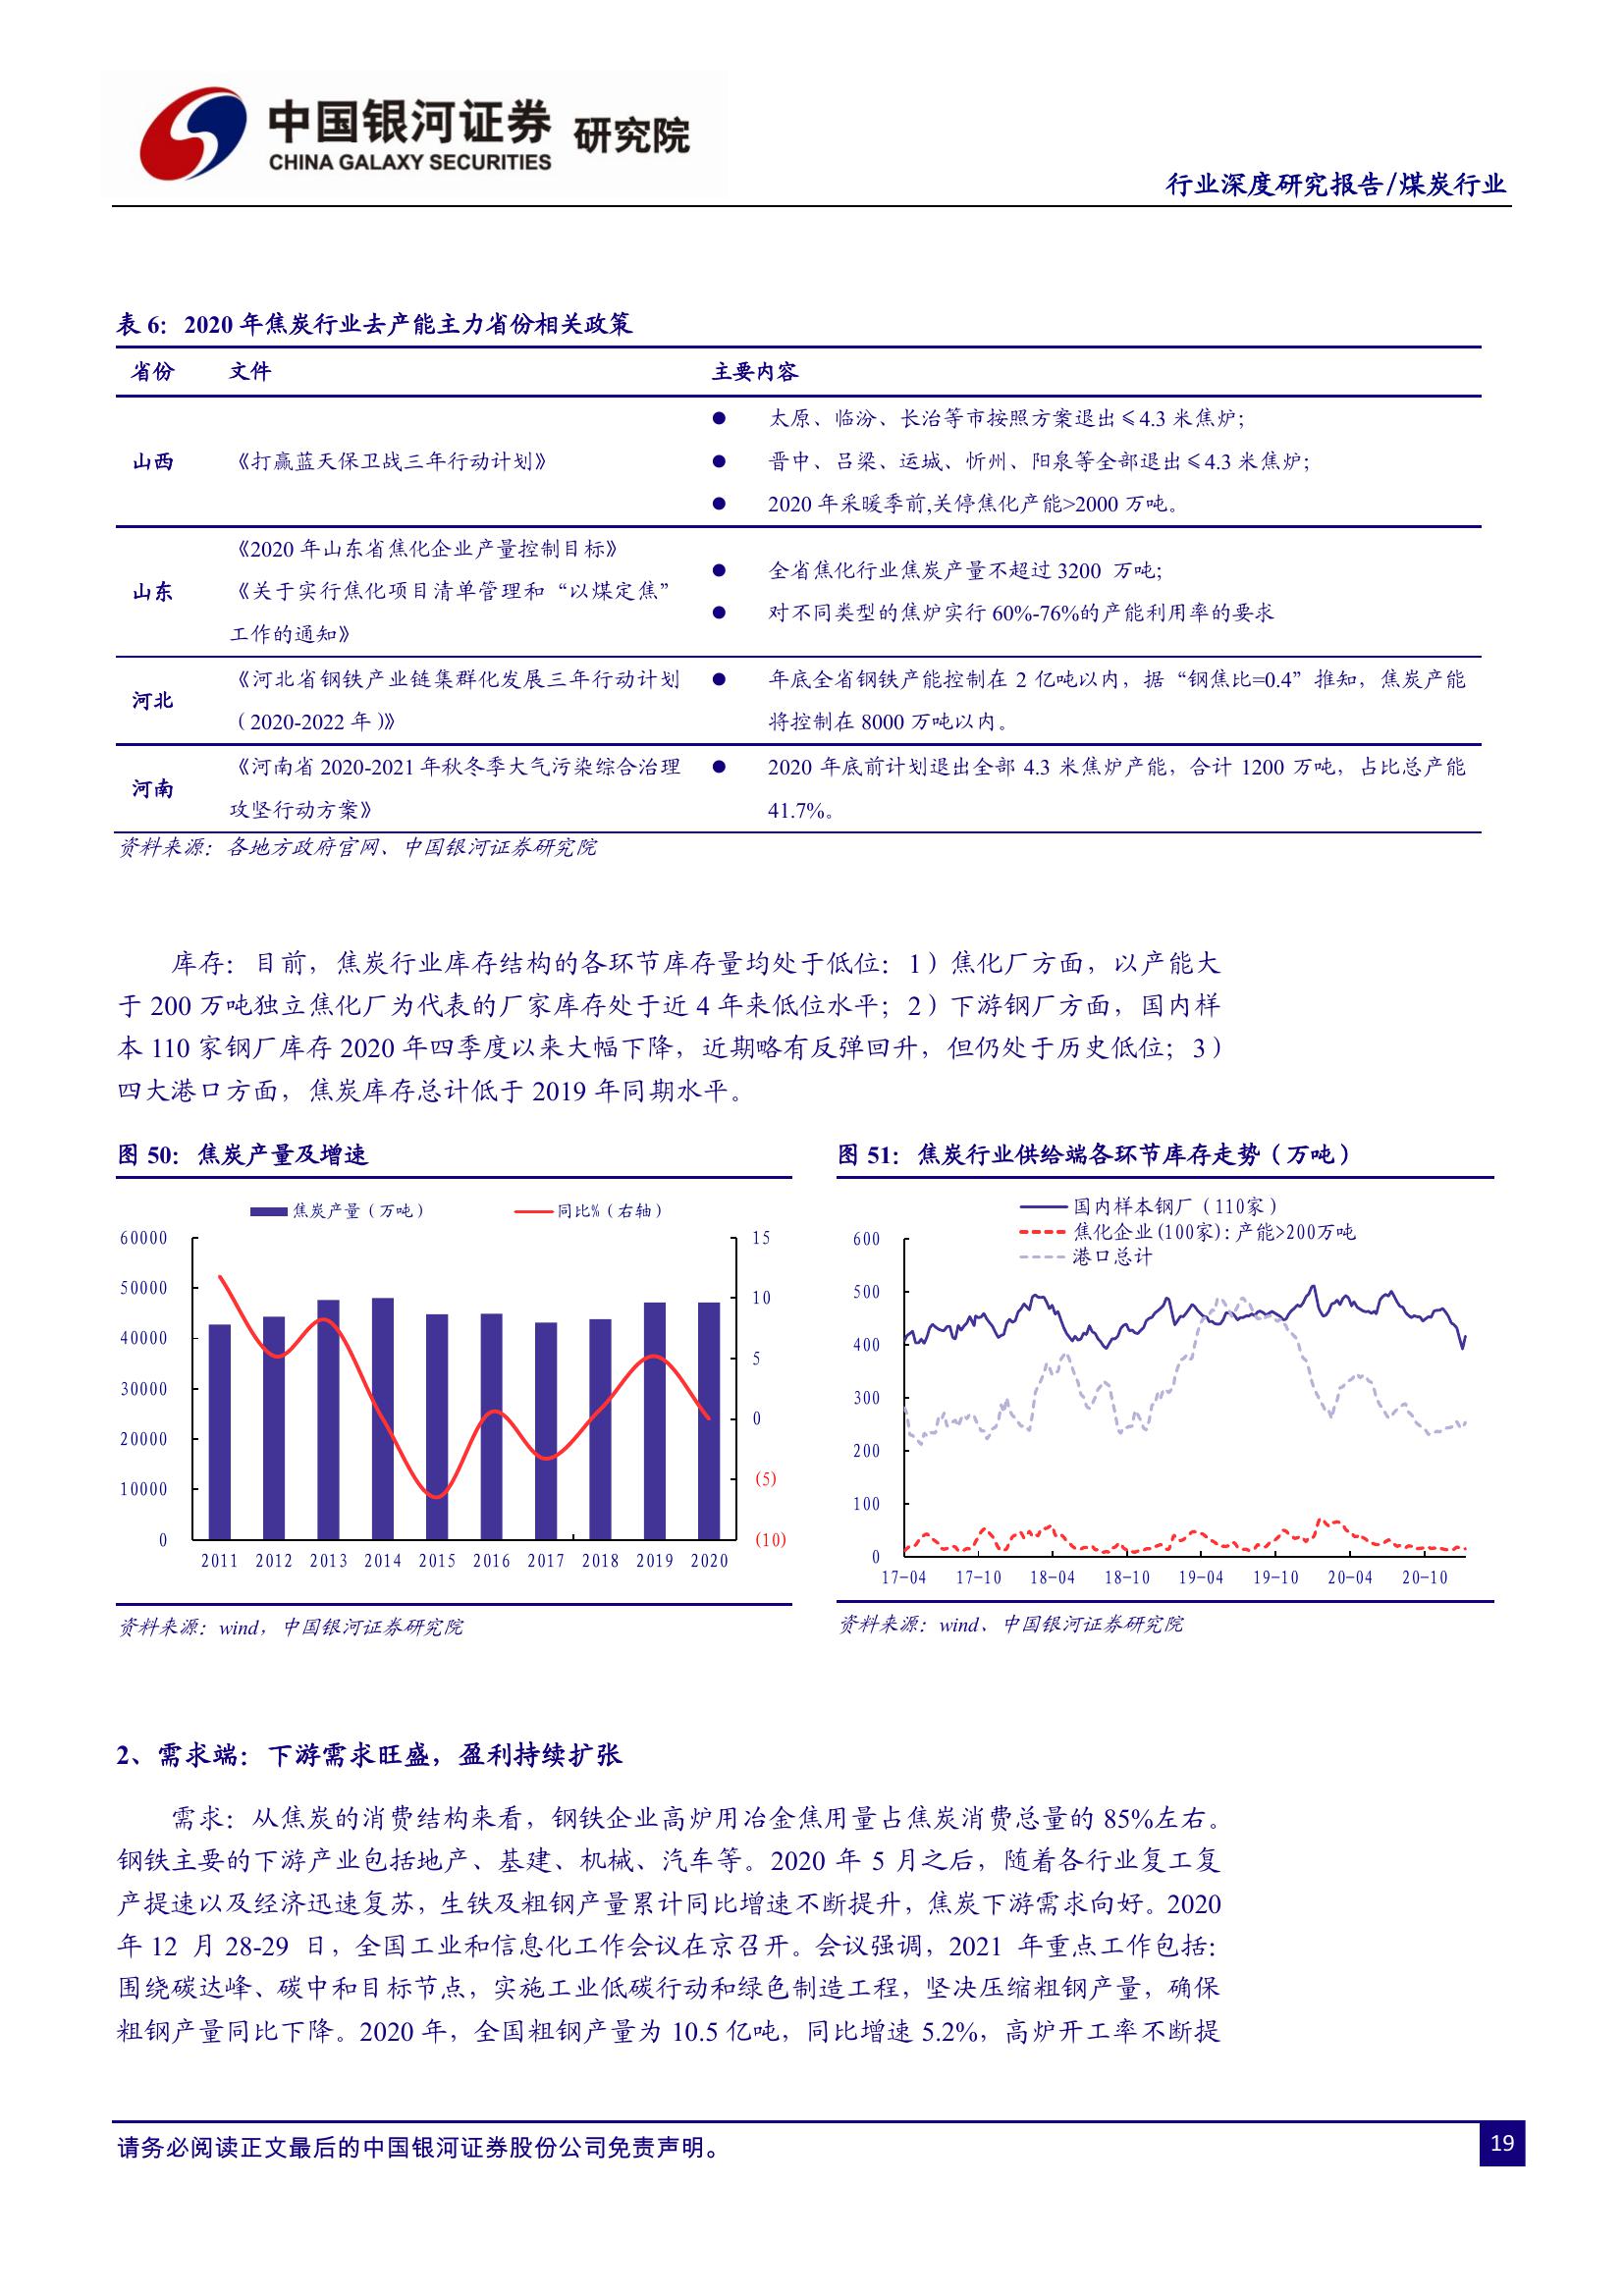 中国银河证券 研究院
CHINA GALAXY SECURITIES
行业深度研究报告/煤炭行业
表 6：2020 年焦炭行业去产能主力省份相关政策
省份 文件 主要内容
山西 《打赢蓝天保卫战三年行动计划》
● 太原、临汾、长冶等市按照方案退出≤4.3 米焦炉；
● 晋中、吕梁、运城、忻州、阳泉等全部退出≤4.3 米焦炉；
● 2020 年采暖季前,关停焦化产能>2000 万吨。
山东
《2020 年山东省焦化企业产量控制目标》
《关于实行焦化项目清单管理和“以煤定焦”
工作的通知》
● 全省焦化行业焦炭产量不超过 3200 万吨；
● 对不同类型的焦炉实行 60%-76%的产能利用率的要求
河北
《河北省钢铁产业链集群化发展三年行动计划
（2020-2022 年）》
● 年底全省钢铁产能控制在 2 亿吨以内，据“钢焦比=0.4”推知，焦炭产能
将控制在 8000 万吨以内。
河南
《河南省 2020-2021 年秋冬季大气污染综合治理
攻坚行动方案》
● 2020 年底前计划退出全部 4.3 米焦炉产能，合计 1200 万吨，占比总产能
41.7%。
资料来源：各地方政府官网、中国银河证券研究院
库存：目前，焦炭行业库存结构的各环节库存量均处于低位：1）焦化厂方面，以产能大
于 200 万吨独立焦化厂为代表的厂家库存处于近 4 年来低位水平；2）下游钢厂方面，国内样
本 110 家钢厂库存 2020 年四季度以来大幅下降，近期略有反弹回升，但仍处于历史低位；3）
四大港口方面，焦炭库存总计低于 2019 年同期水平。
图 50：焦炭产量及增速
焦炭产量（万吨） 同比%（右轴）
60000
50000
40000
30000
20000
10000
0
15
10
5
0
(5)
(10)
2011 2012 2013 2014 2015 2016 2017 2018 2019 2020
资料来源：wind，中国银河证券研究院
图 51：焦炭行业供给端各环节库存走势（万吨）
国内样本钢厂（110家）
焦化企业(100家):产能>200万吨
港口总计
600
500
400
300
200
100
0
17-04 17-10 18-04 18-10 19-04 19-10 20-04 20-10
资料来源：wind、中国银河证券研究院
2、需求端：下游需求旺盛，盈利持续扩张
需求：从焦炭的消费结构来看，钢铁企业高炉用冶金焦用量占焦炭消费总量的 85%左右。
钢铁主要的下游产业包括地产、基建、机械、汽车等。2020 年 5 月之后，随着各行业复工复
产提速以及经济迅速复苏，生铁及粗钢产量累计同比增速不断提升，焦炭下游需求向好。2020
年 12 月 28-29 日，全国工业和信息化工作会议在京召开。会议强调，2021 年重点工作包括：
围绕碳达峰、碳中和目标节点，实施工业低碳行动和绿色制造工程，坚决压缩粗钢产量，确保
粗钢产量同比下降。2020 年，全国粗钢产量为 10.5 亿吨，同比增速 5.2%，高炉开工率不断提
请务必阅读正文最后的中国银河证券股份公司免责声明。
19